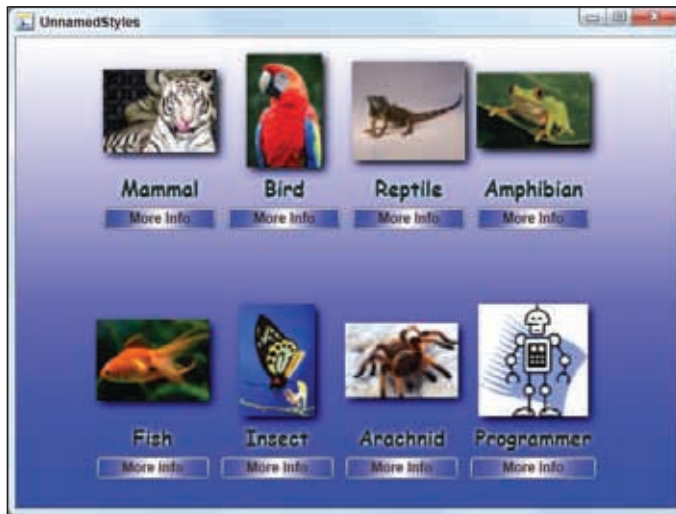 UnnamedStyles
Mammal Bird Reptile Amphibian
More Info More Info More Info More Info
Fish Insect Arachnid Programmer
More Info More Info More Info More Info